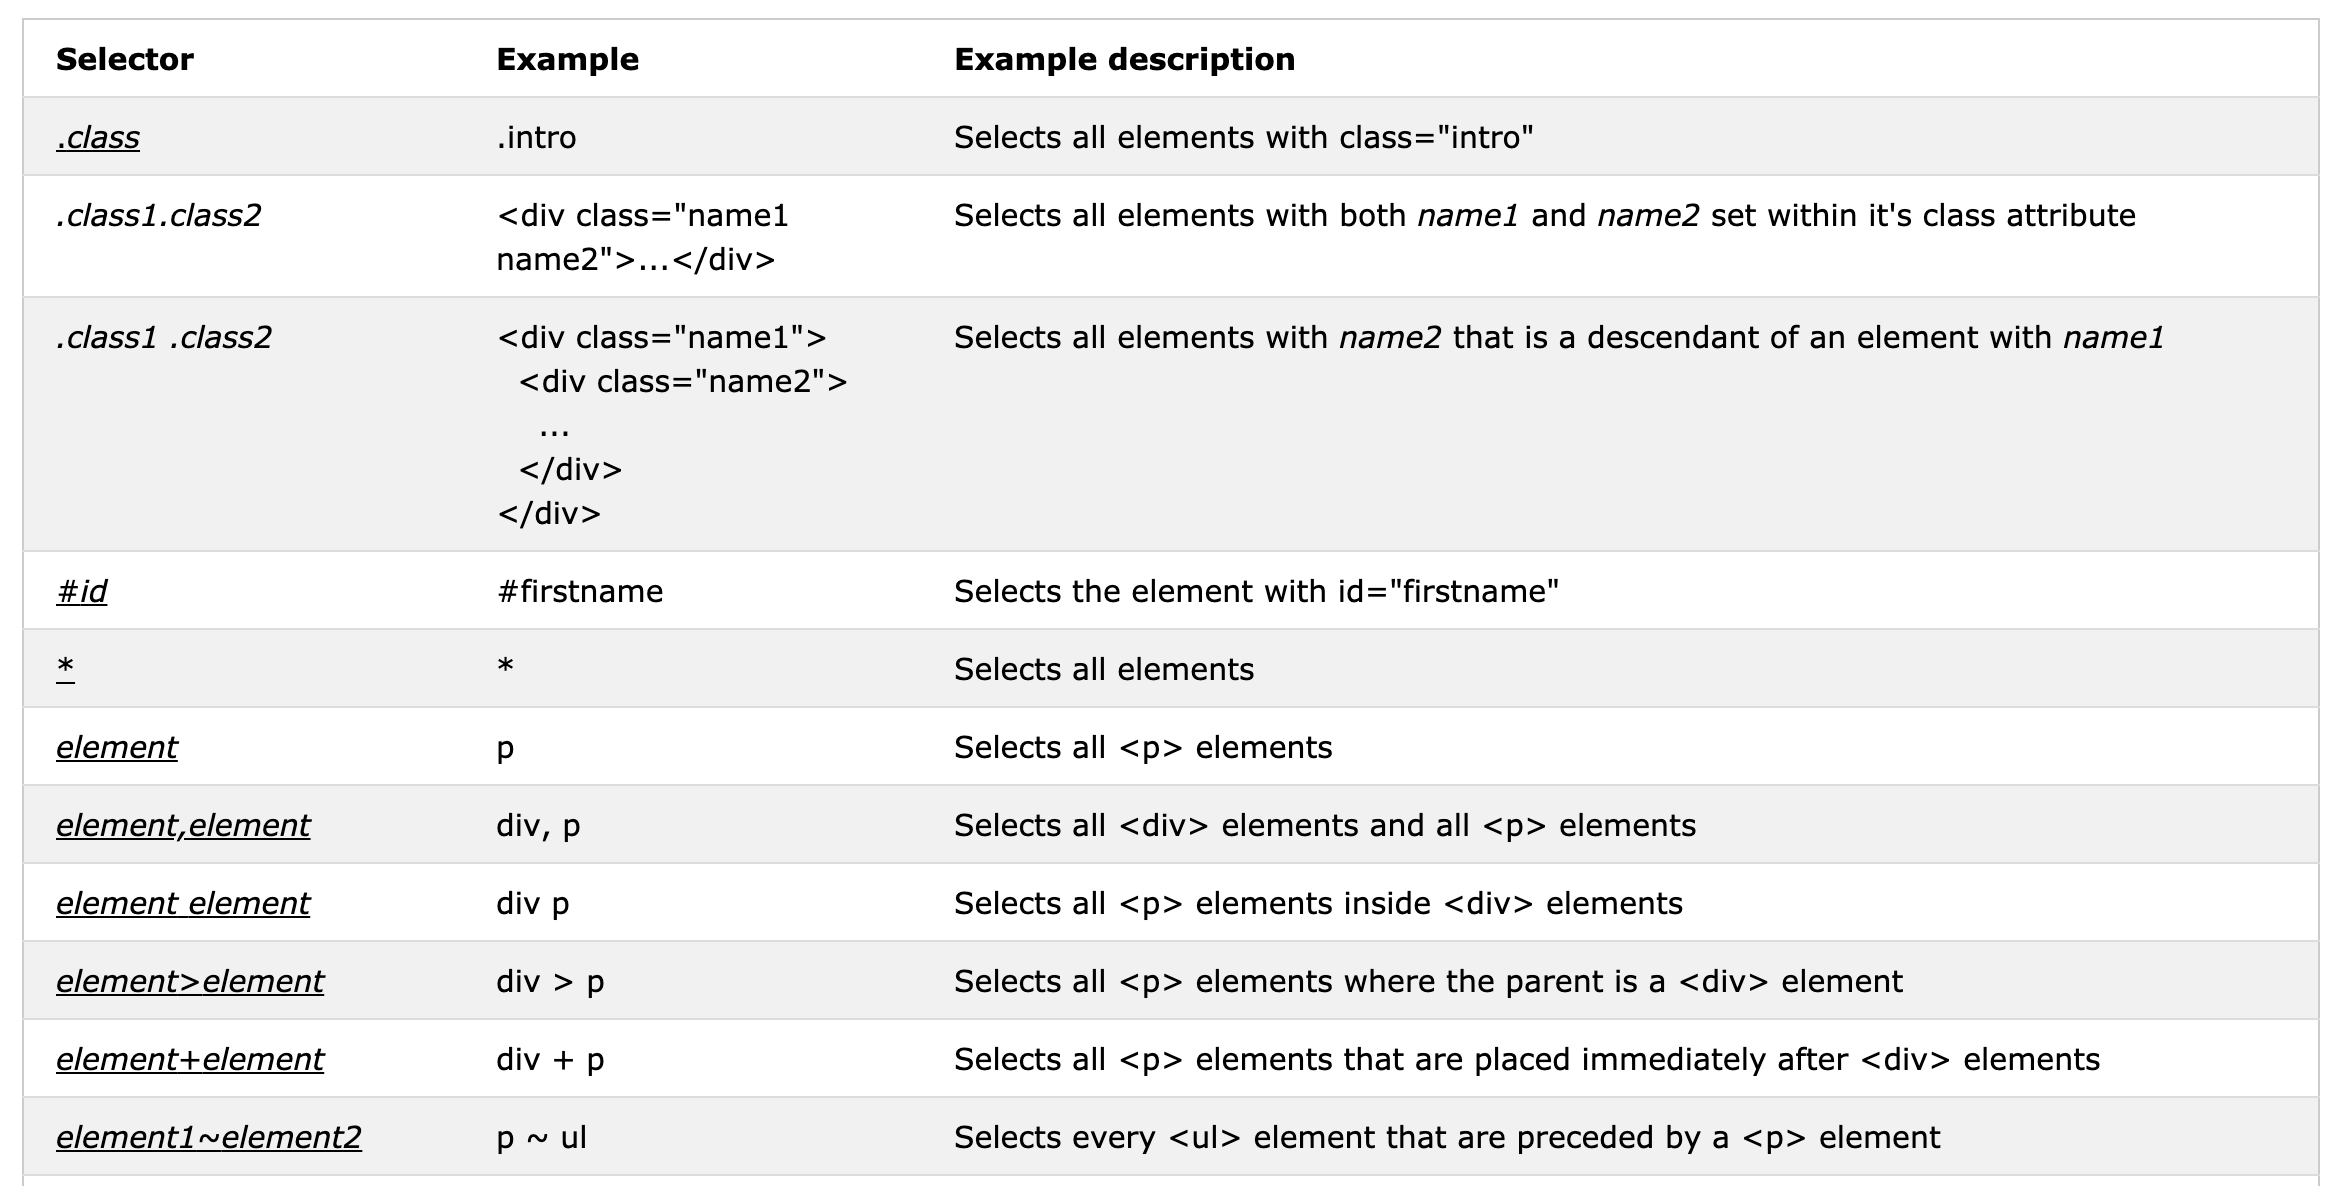 Selector Example Example description
.class .intro Selects all elements with class="intro"
.class1.class2 <div class="name1 Selects all elements with both name1 and name2 set within it's class attribute
name2">...</div>
.class1 .class2 <div class="name1"> Selects all elements with name2 that is a descendant of an element with name1
<div class="name2">
...
</div>
</div>
#id #firstname Selects the element with id="firstname"
* * Selects all elements
element p Selects all <p> elements
element,element div, p Selects all <div> elements and all <p> elements
element element div p Selects all <p> elements inside <div> elements
element>element div > p Selects all <p> elements where the parent is a <div> element
element+element div + p Selects all <p> elements that are placed immediately after <div> elements
element1~element2 p ~ ul Selects every <ul> element that are preceded by a <p> element